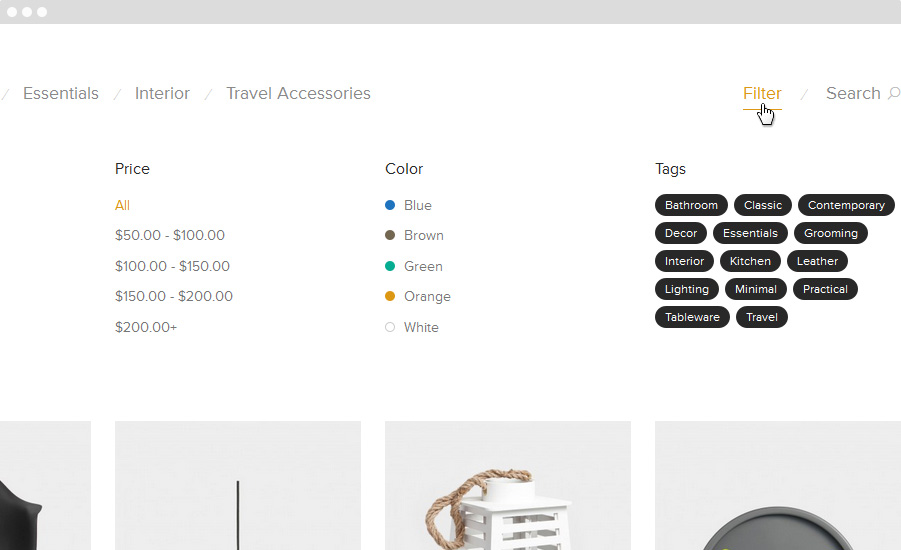 / Essentials / Interior / Travel Accessories
Filter / Search
Price
All
$50.00 - $100.00
$100.00 - $150.00
$150.00 - $200.00
$200.00+
Color
Blue
Brown
Green
Orange
White
Tags
Bathroom Classic Contemporary
Decor Essentials Grooming
Interior Kitchen Leather
Lighting Minimal Practical
Tableware Travel